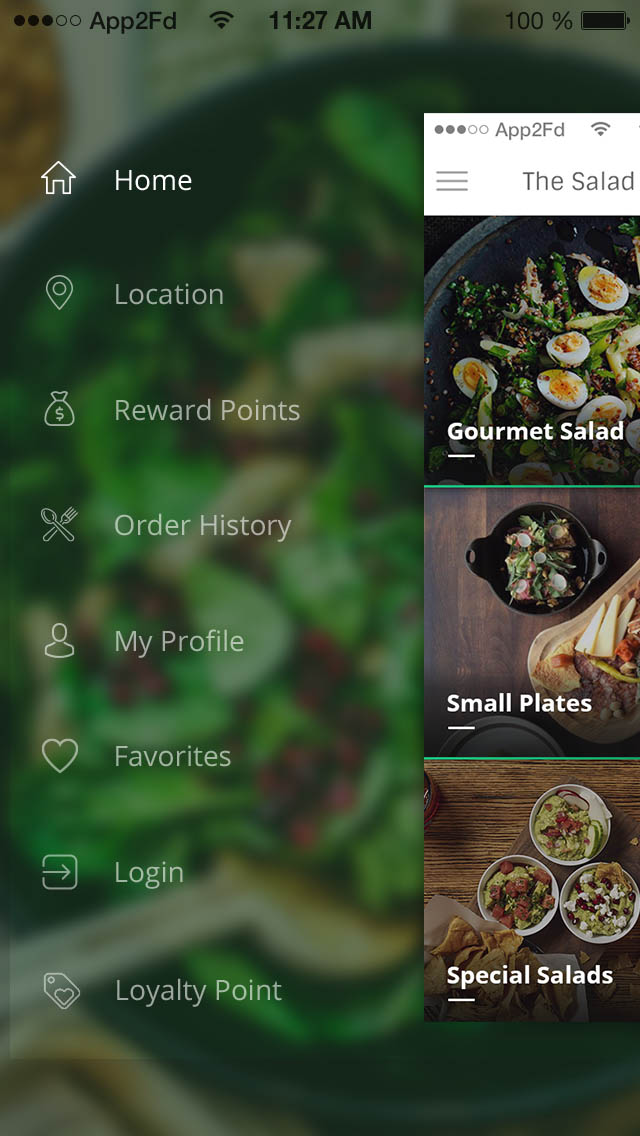 App2Fd 11:27 AM 100 %
Home
Location
Reward Points
Order History
My Profile
Favorites
Login
Loyalty Point
App2Fd
The Salad
Gourmet Salad
Small Plates
Special Salads